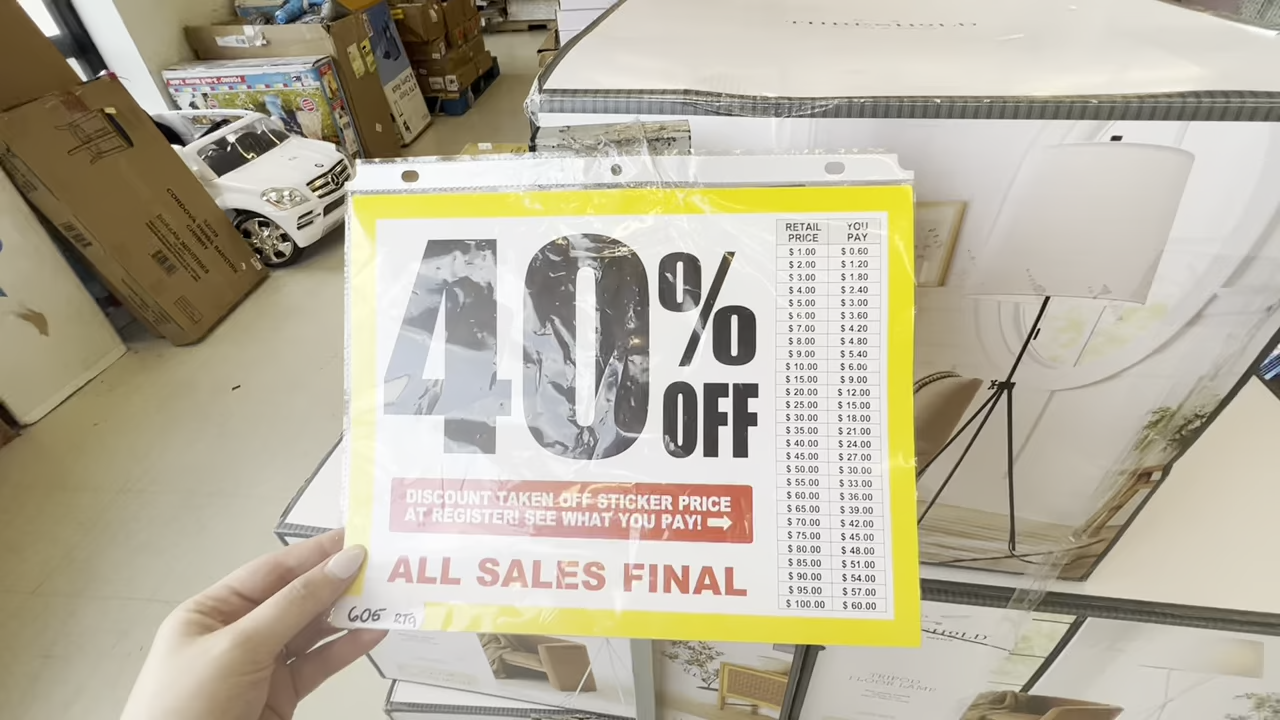 THRESHOLD
40% OFF
DISCOUNT TAKEN OFF STICKER PRICE
AT REGISTER! SEE WHAT YOU PAY!
ALL SALES FINAL
605 RTG
RETAIL PRICE YOU PAY
$ 1.00 $ 0.60
$ 2.00 $ 1.20
$ 3.00 $ 1.80
$ 4.00 $ 2.40
$ 5.00 $ 3.00
$ 6.00 $ 3.60
$ 7.00 $ 4.20
$ 8.00 $ 4.80
$ 9.00 $ 5.40
$ 10.00 $ 6.00
$ 15.00 $ 9.00
$ 20.00 $ 12.00
$ 25.00 $ 15.00
$ 30.00 $ 18.00
$ 35.00 $ 21.00
$ 40.00 $ 24.00
$ 45.00 $ 27.00
$ 50.00 $ 30.00
$ 55.00 $ 33.00
$ 60.00 $ 36.00
$ 65.00 $ 39.00
$ 70.00 $ 42.00
$ 75.00 $ 45.00
$ 80.00 $ 48.00
$ 85.00 $ 51.00
$ 90.00 $ 54.00
$ 95.00 $ 57.00
$ 100.00 $ 60.00
TRIPOD
FLOOR LAMP